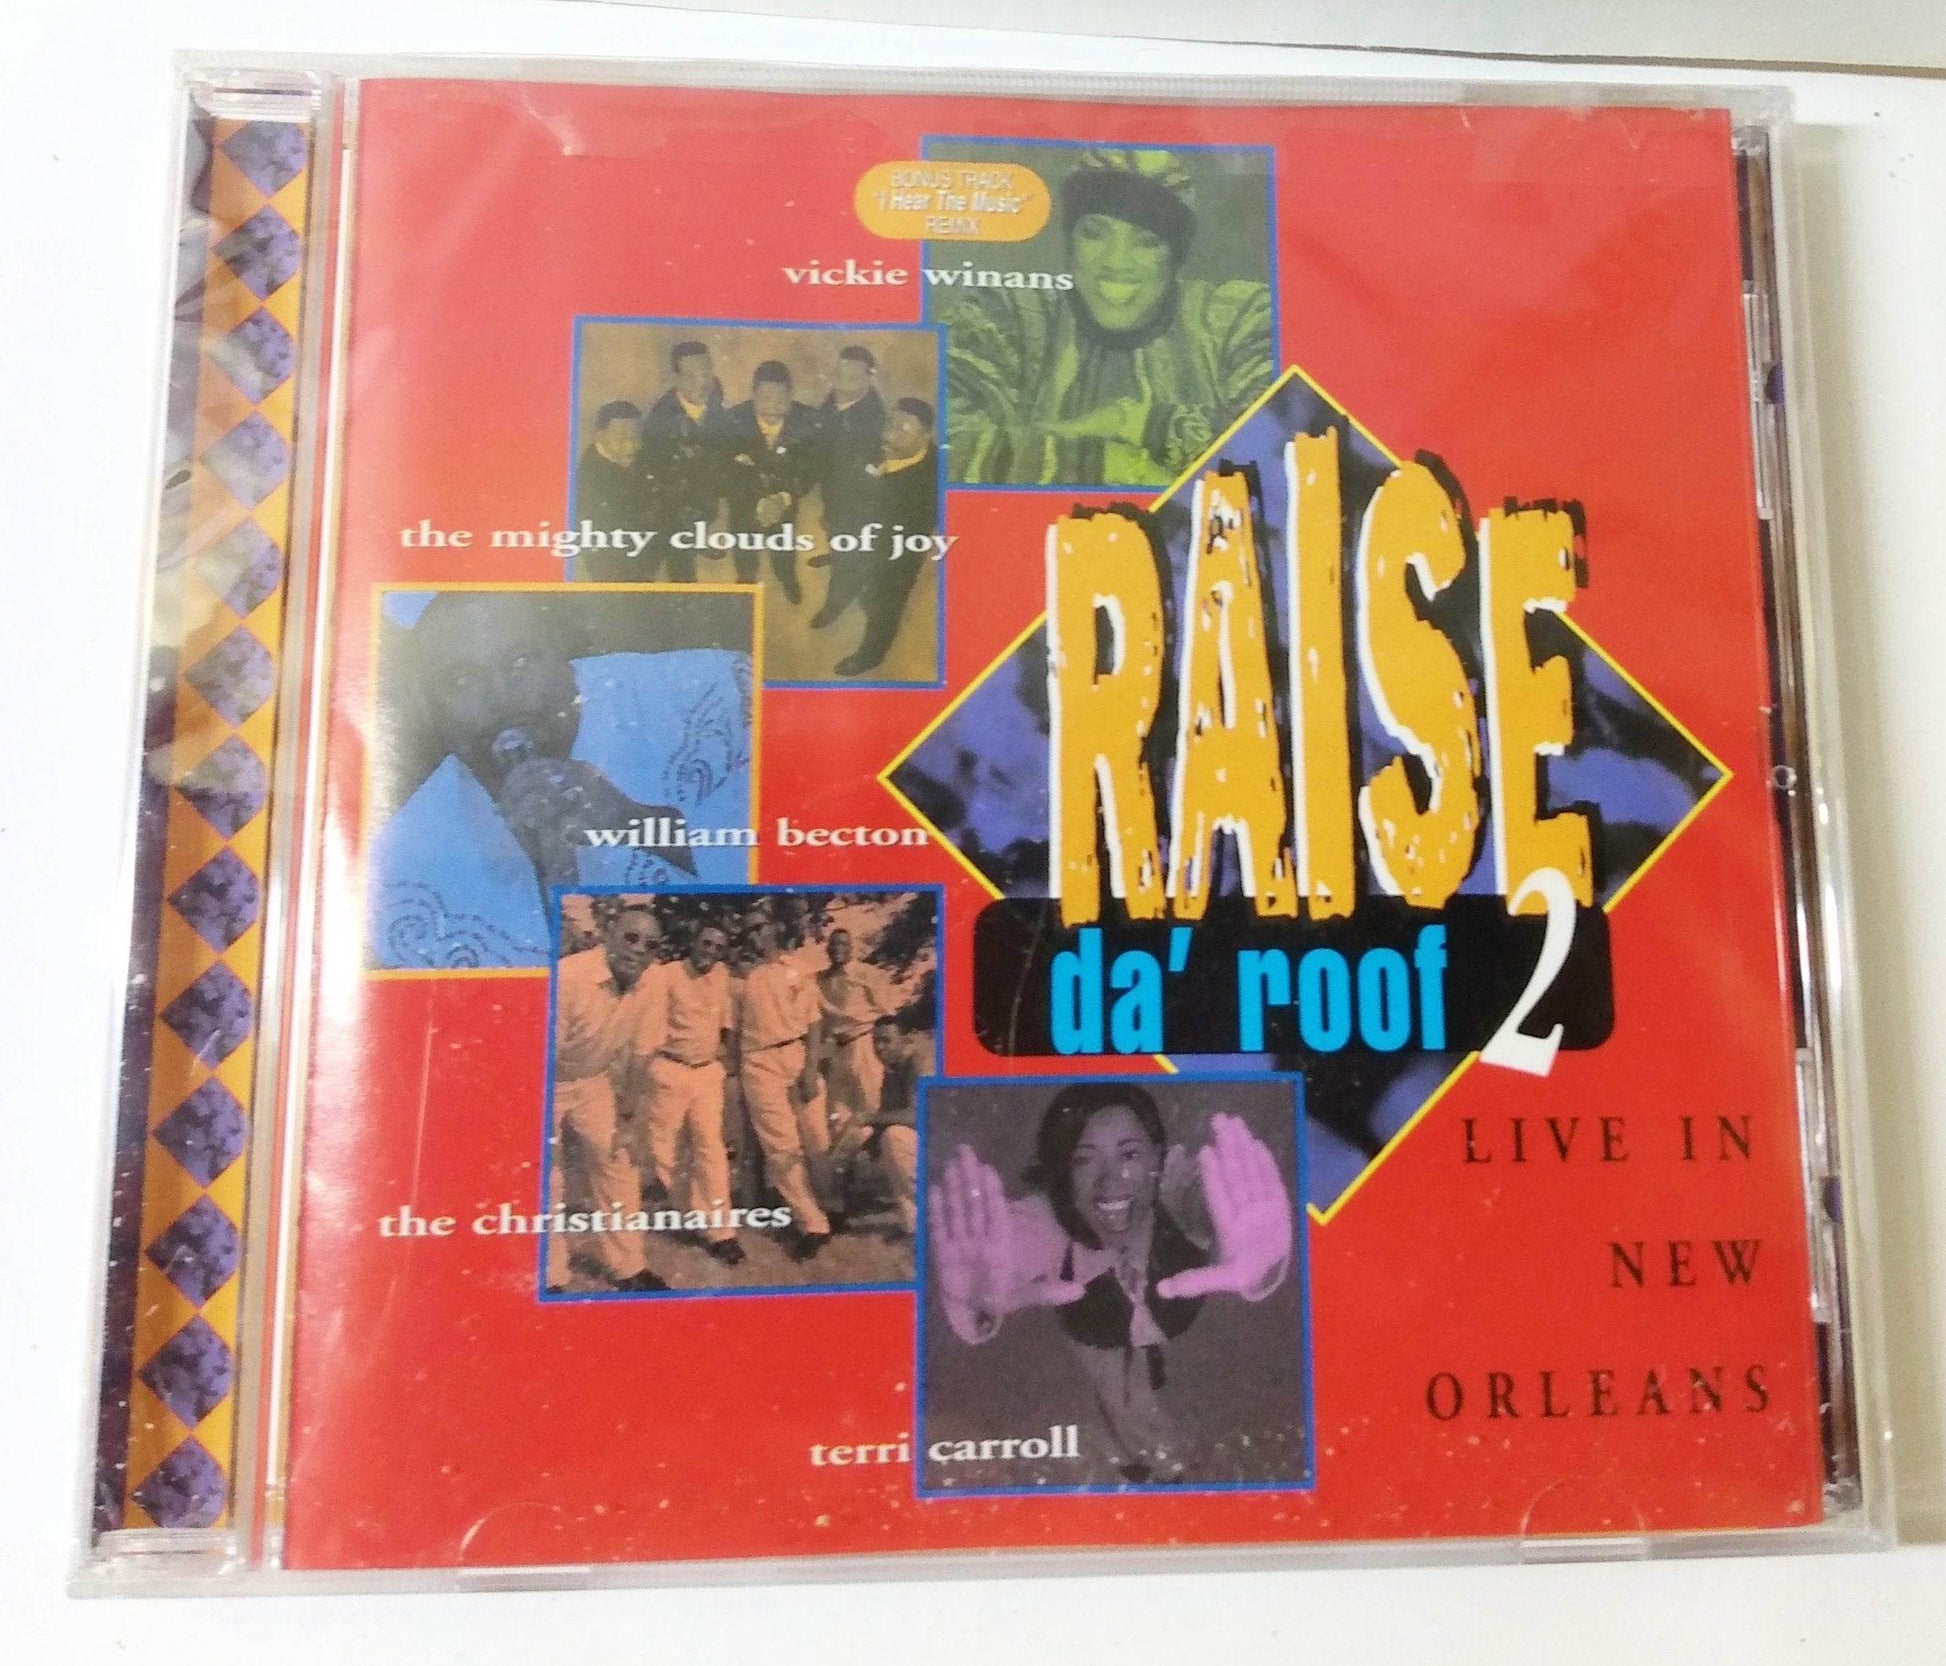 BONUS TRACK
"I Hear The Music"
REMIX
vickie winans
the mighty clouds of joy
RAISE
william becton
da' roof 2
LIVE IN
the christianaires
NEW
ORLEANS
terri carroll